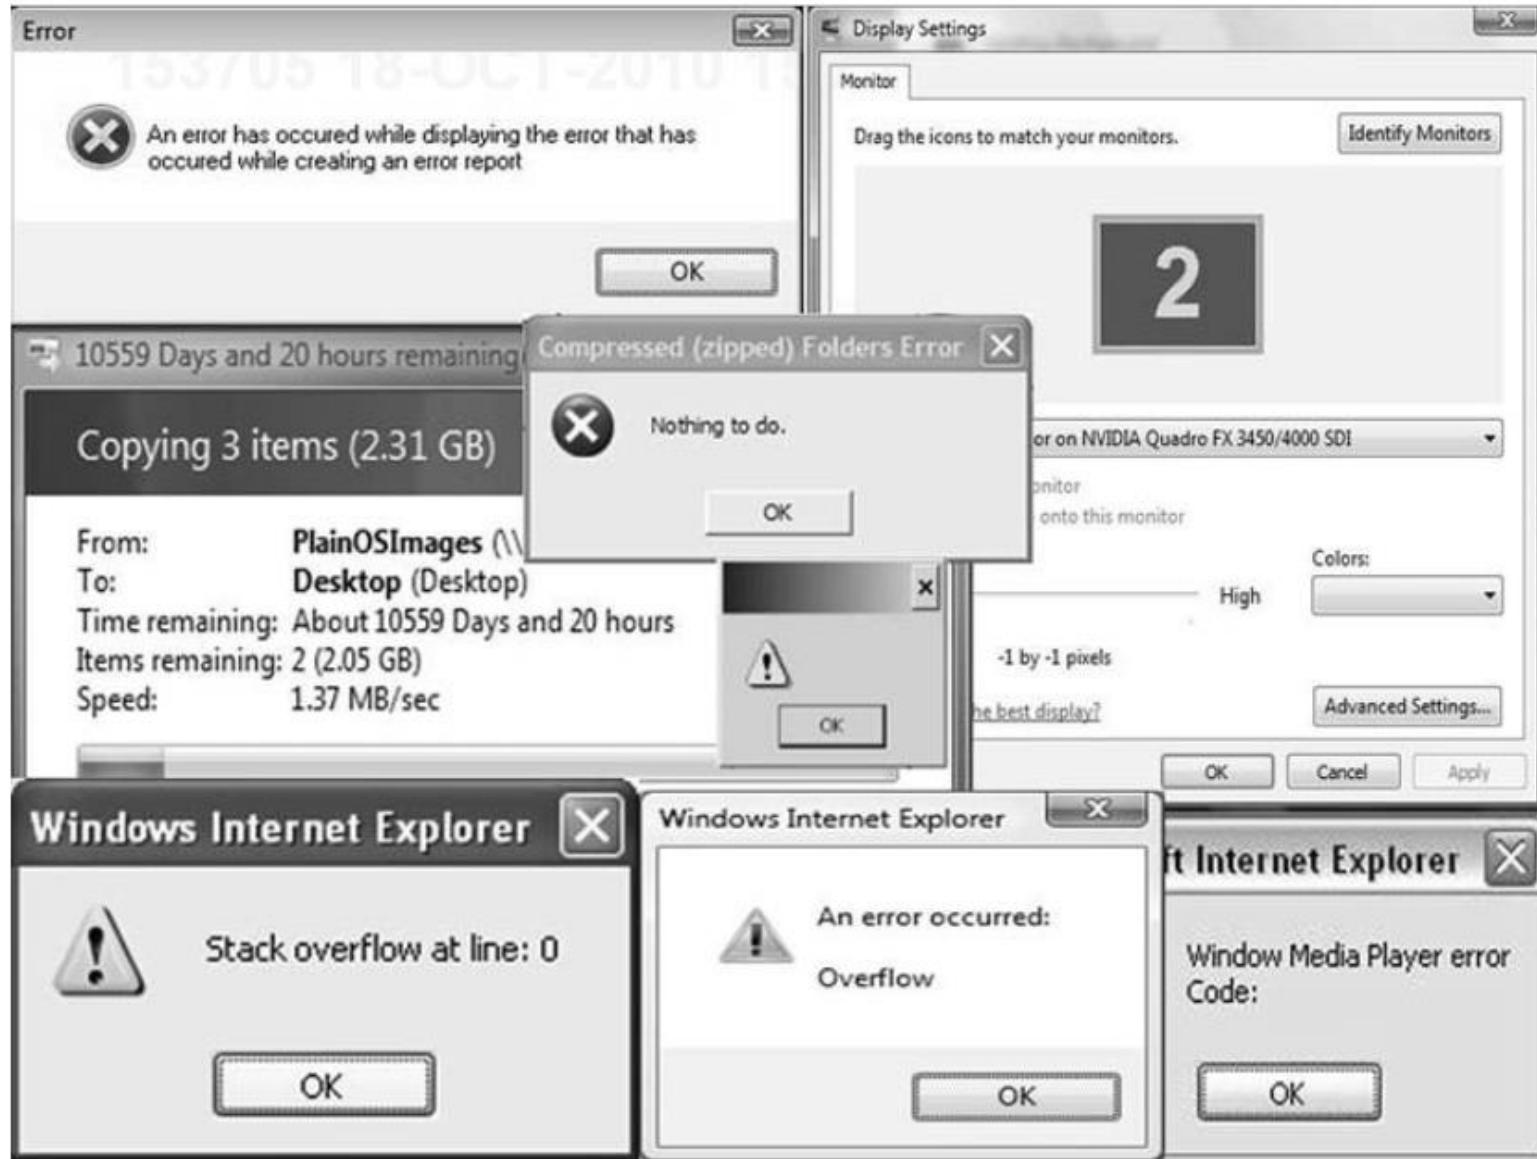 Error
153705 18-OCT-2010 15
An error has occured while displaying the error that has
occured while creating an error report
OK
Display Settings
Monitor
Drag the icons to match your monitors.
Identify Monitors
2
or on NVIDIA Quadro FX 3450/4000 SDI
onto this monitor
Colors:
High
-1 by -1 pixels
best display?
Advanced Settings...
OK
Cancel
Apply
10559 Days and 20 hours remaining
Copying 3 items (2.31 GB)
From: PlainOSImages (\\
To: Desktop (Desktop)
Time remaining: About 10559 Days and 20 hours
Items remaining: 2 (2.05 GB)
Speed: 1.37 MB/sec
Compressed (zipped) Folders Error
Nothing to do.
OK
OK
Windows Internet Explorer
Stack overflow at line: 0
OK
Windows Internet Explorer
An error occurred:
Overflow
OK
ft Internet Explorer
Window Media Player error
Code:
OK